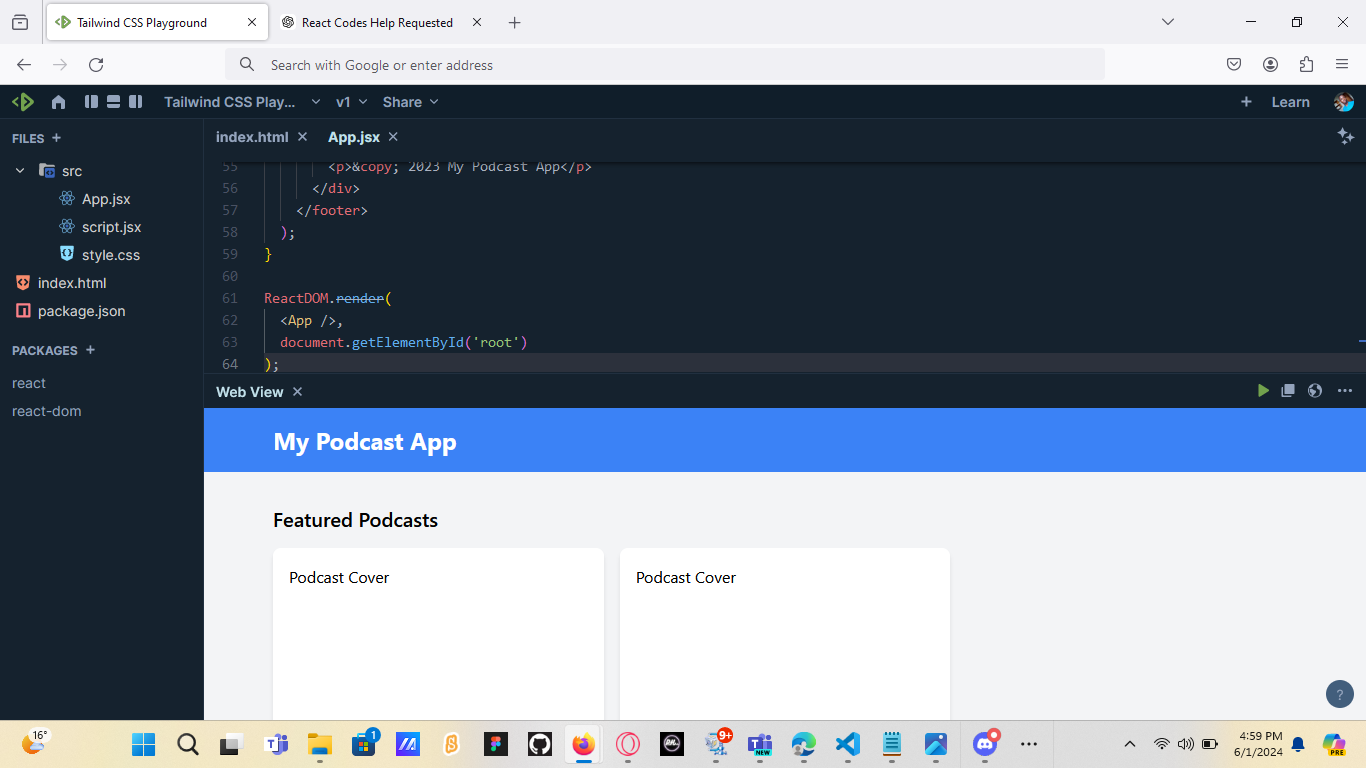 Tailwind CSS Playground
React Codes Help Requested
Search with Google or enter address
Tailwind CSS Play...
v1
Share
Learn
FILES
src
App.jsx
script.jsx
style.css
index.html
package.json
PACKAGES
react
react-dom
index.html
App.jsx
55 <p>&copy; 2023 My Podcast App</p>
56 </div>
57 </footer>
58 );
59 }
60
61 ReactDOM.render(
62 <App />,
63 document.getElementById('root')
64 );
Web View
My Podcast App
Featured Podcasts
Podcast Cover
Podcast Cover
?
16°
1
9+
NEW
4:59 PM
6/1/2024
PRE